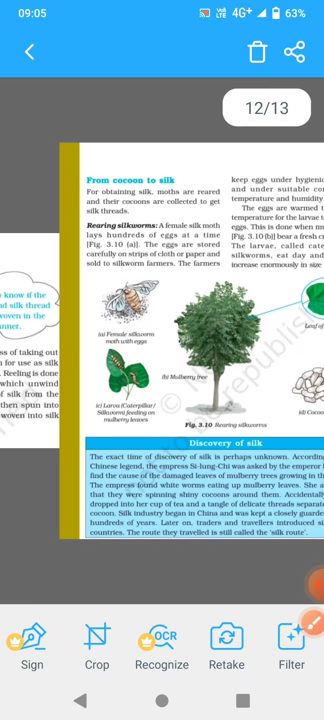 09:05
Vo)) LTE 4G+ 63%
12/13
know if the
d silk thread
woven in the
nner.
ss of taking out
n for use as silk
. Reeling is done
which unwind
f silk from the
then spun into
woven into silk
From cocoon to silk
For obtaining silk, moths are reared
and their cocoons are collected to get
silk threads.
Rearing silkworms: A female silk moth
lays hundreds of eggs at a time
[Fig. 3.10 (a)]. The eggs are stored
carefully on strips of cloth or paper and
sold to silkworm farmers. The farmers
keep eggs under hygienic
and under suitable co
temperature and humidity
The eggs are warmed t
temperature for the larvae t
eggs. This is done when m
[Fig. 3.10 (b)] bear a fresh c
The larvae, called cate
silkworms, eat day and
increase enormously in size
(a) Female silkworm
moth with eggs
(b) Mulberry tree
Leaf of
(c) Larva (Caterpillar/
Silkworm) feeding on
mulberry leaves
(d) Cocoo
Fig. 3.10 Rearing silkworms
be republish
Discovery of silk
The exact time of discovery of silk is perhaps unknown. According
Chinese legend, the empress Si-lung-Chi was asked by the emperor
find the cause of the damaged leaves of mulberry trees growing in th
The empress found white worms eating up mulberry leaves. She a
that they were spinning shiny cocoons around them. Accidentally
dropped into her cup of tea and a tangle of delicate threads separate
cocoon. Silk industry began in China and was kept a closely guarde
hundreds of years. Later on, traders and travellers introduced si
countries. The route they travelled is still called the 'silk route'.
Sign
Crop
OCR
Recognize
Retake
Filter